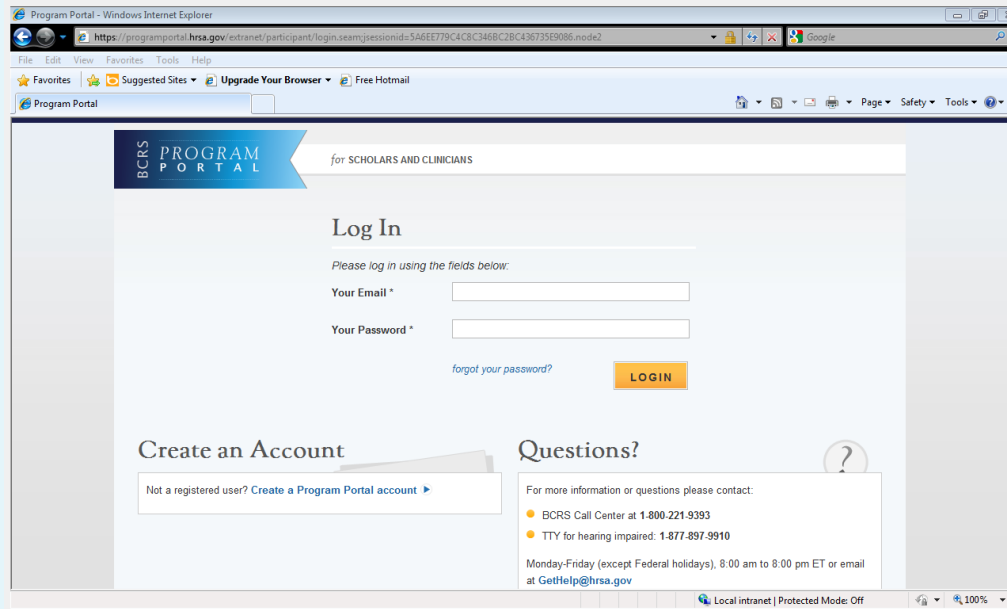 Program Portal - Windows Internet Explorer
https://programportal.hrsa.gov/extranet/participant/login.seam;jsessionid=5A6EE779C4C8C346BC2BC436735E9086.node2
Google
File Edit View Favorites Tools Help
Favorites Suggested Sites Upgrade Your Browser Free Hotmail
Program Portal
Page Safety Tools
BCRS PROGRAM PORTAL
for SCHOLARS AND CLINICIANS
Log In
Please log in using the fields below:
Your Email *
Your Password *
forgot your password?
LOGIN
Create an Account
Not a registered user? Create a Program Portal account
Questions?
?
For more information or questions please contact:
BCRS Call Center at 1-800-221-9393
TTY for hearing impaired: 1-877-897-9910
Monday-Friday (except Federal holidays), 8:00 am to 8:00 pm ET or email
at GetHelp@hrsa.gov
Local intranet | Protected Mode: Off
100%